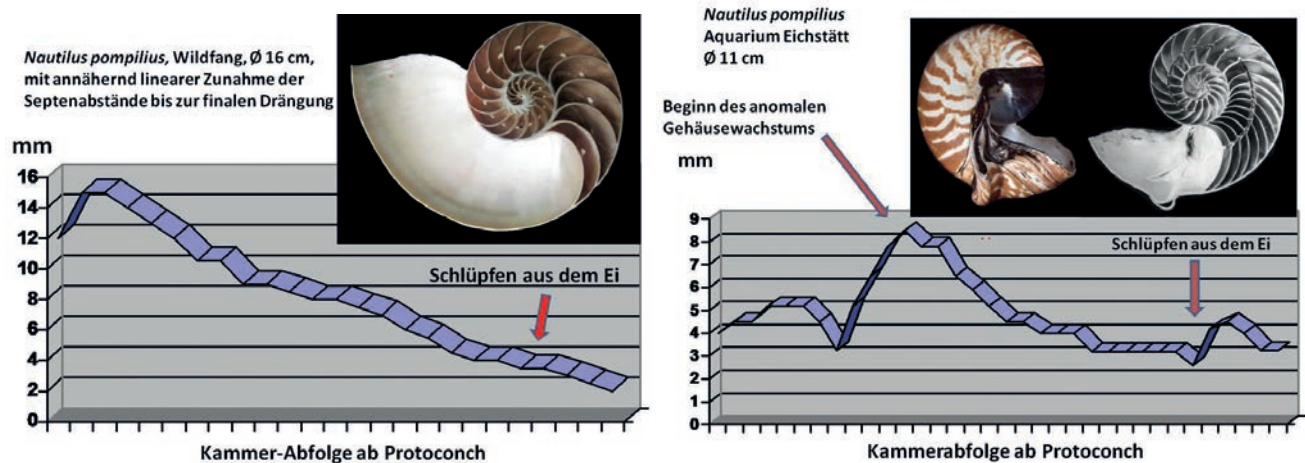 Nautilus pompilius, Wildfang, Ø 16 cm,
mit annähernd linearer Zunahme der
Septenabstände bis zur finalen Drängung
mm
16
14
12
10
8
6
4
2
0
Schlüpfen aus dem Ei
Kammer-Abfolge ab Protoconch
Nautilus pompilius
Aquarium Eichstätt
Ø 11 cm
Beginn des anomalen
Gehäusewachstums
mm
9
8
7
6
5
4
3
2
1
0
Schlüpfen aus dem Ei
Kammerabfolge ab Protoconch